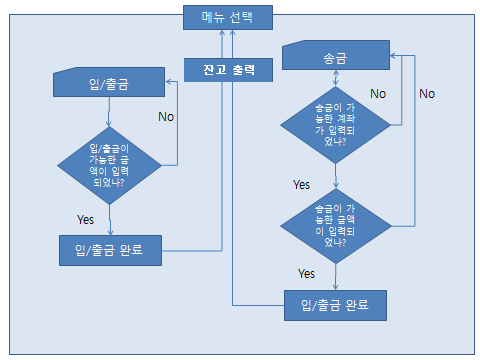 메뉴 선택
잔고 출력
입/출금
No
입/출금이
가능한 금
액이 입력
되었나?
Yes
입/출금 완료
송금
No
No
송금이 가
능한 계좌
가 입력되
었나?
Yes
송금이 가
능한 금액
이 입력되
었나?
Yes
입/출금 완료